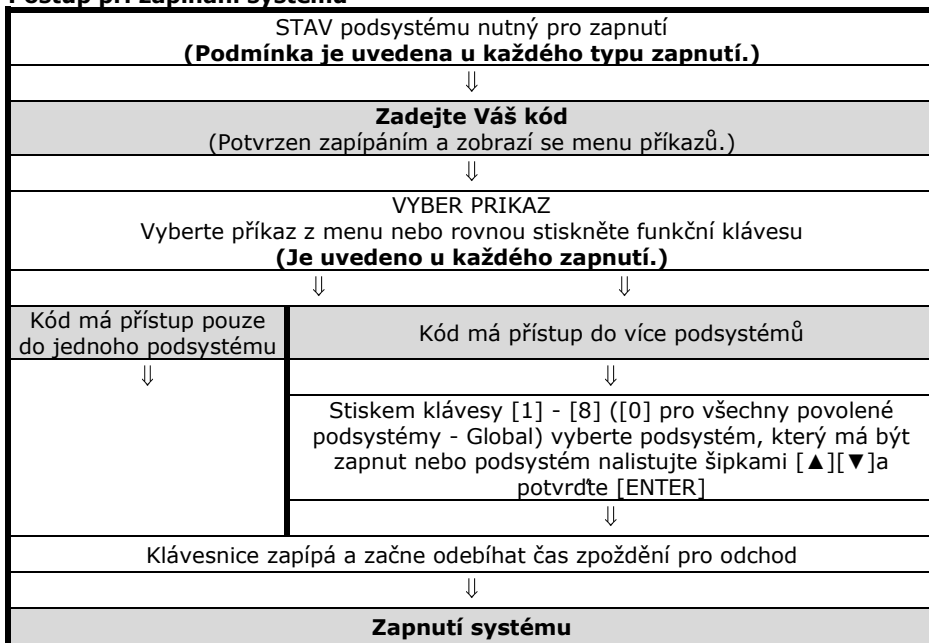 Postup při zapínání systému
STAV podsystému nutný pro zapnutí
(Podmínka je uvedena u každého typu zapnutí.)
⇓
Zadejte Váš kód
(Potvrzen zapípáním a zobrazí se menu příkazů.)
⇓
VYBER PRIKAZ
Vyberte příkaz z menu nebo rovnou stiskněte funkční klávesu
(Je uvedeno u každého zapnutí.)
⇓ ⇓
Kód má přístup pouze
do jednoho podsystému
Kód má přístup do více podsystémů
⇓ ⇓
Stiskem klávesy [1] - [8] ([0] pro všechny povolené
podsystémy - Global) vyberte podsystém, který má být
zapnut nebo podsystém nalistujte šipkami [▲][▼]a
potvrďte [ENTER]
⇓
Klávesnice zapípá a začne odebíhat čas zpoždění pro odchod
⇓
Zapnutí systému